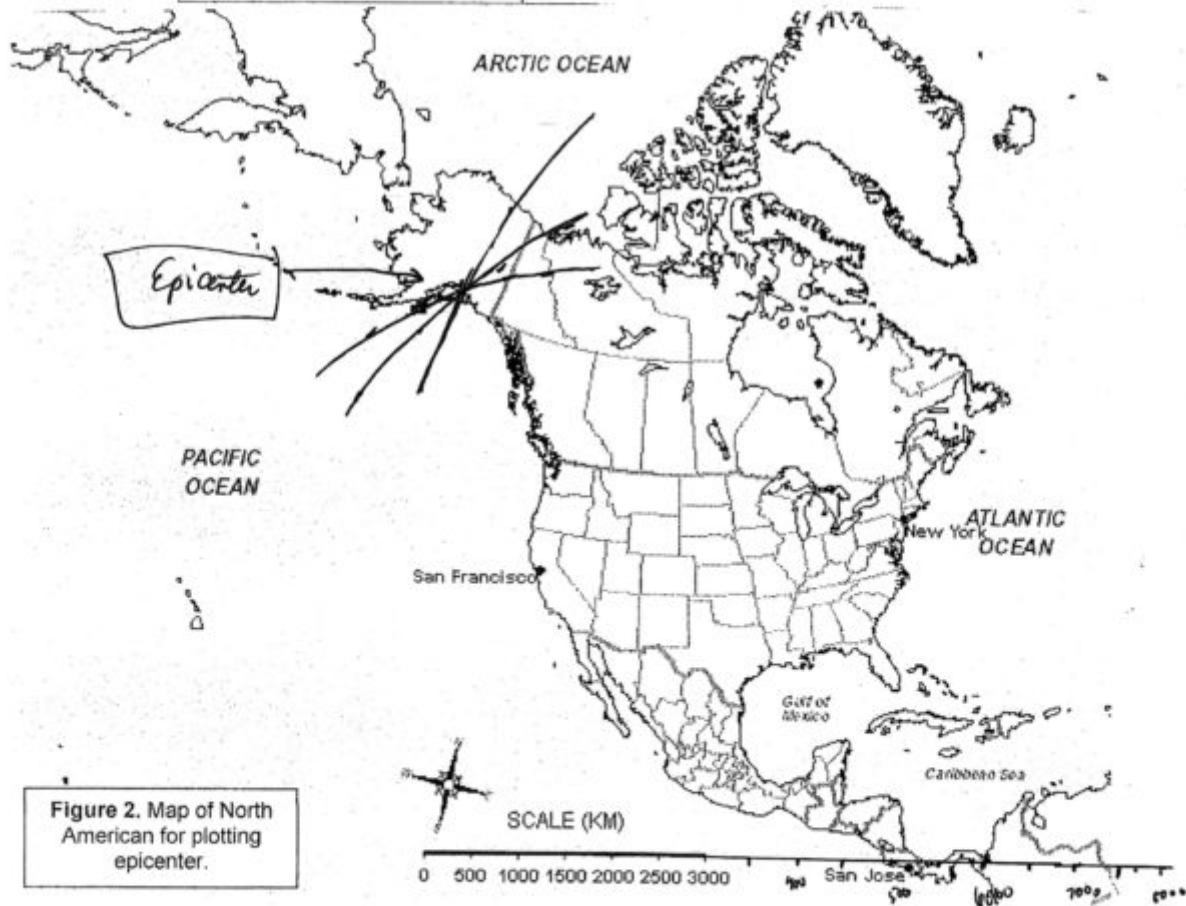 ARCTIC OCEAN
Epicenter
PACIFIC
OCEAN
ATLANTIC
New York
OCEAN
San Francisco
Gulf of
Mexico
Caribbean Sea
Figure 2. Map of North
American for plotting
epicenter.
SCALE (KM)
0 500 1000 1500 2000 2500 3000
San Jose